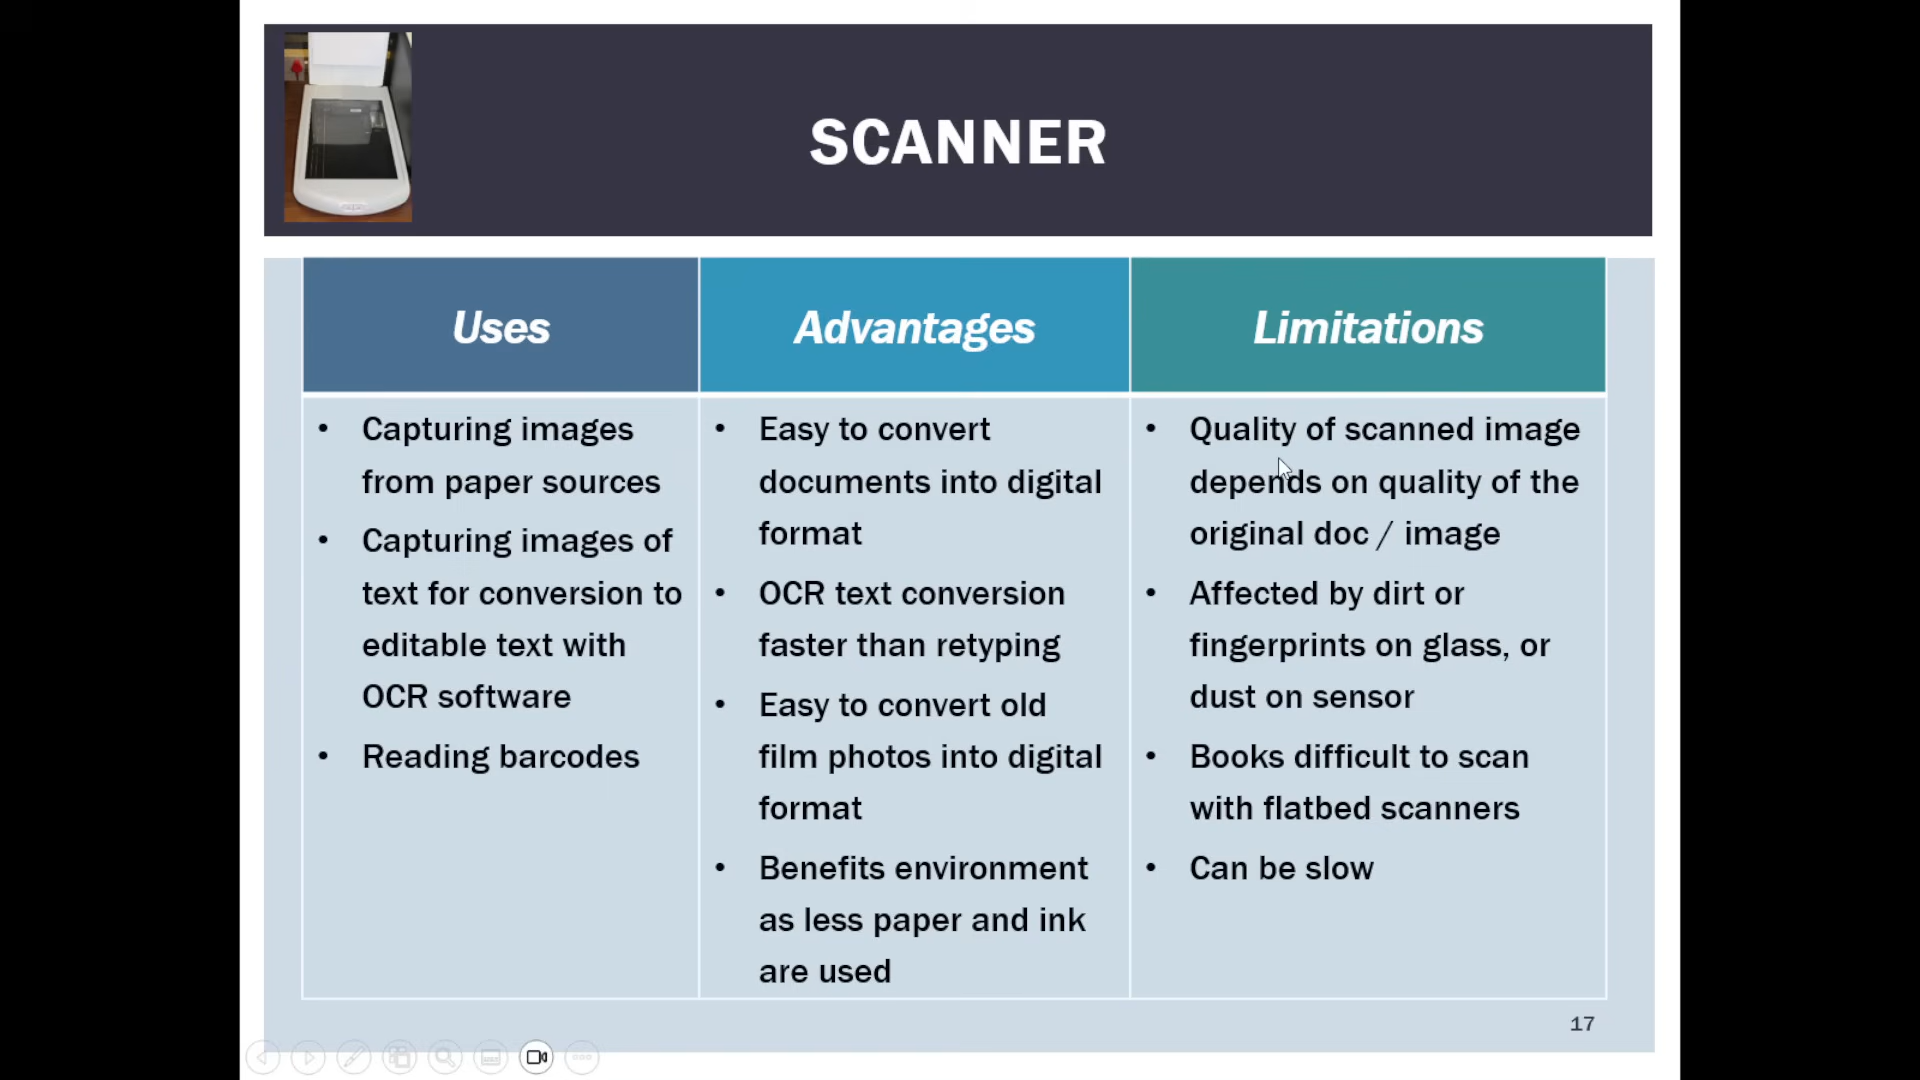 SCANNER
Uses
Advantages
Limitations
• Capturing images
from paper sources
• Capturing images of
text for conversion to
editable text with
OCR software
• Reading barcodes
• Easy to convert
documents into digital
format
• OCR text conversion
faster than retyping
• Easy to convert old
film photos into digital
format
• Benefits environment
as less paper and ink
are used
• Quality of scanned image
depends on quality of the
original doc / image
• Affected by dirt or
fingerprints on glass, or
dust on sensor
• Books difficult to scan
with flatbed scanners
• Can be slow
17